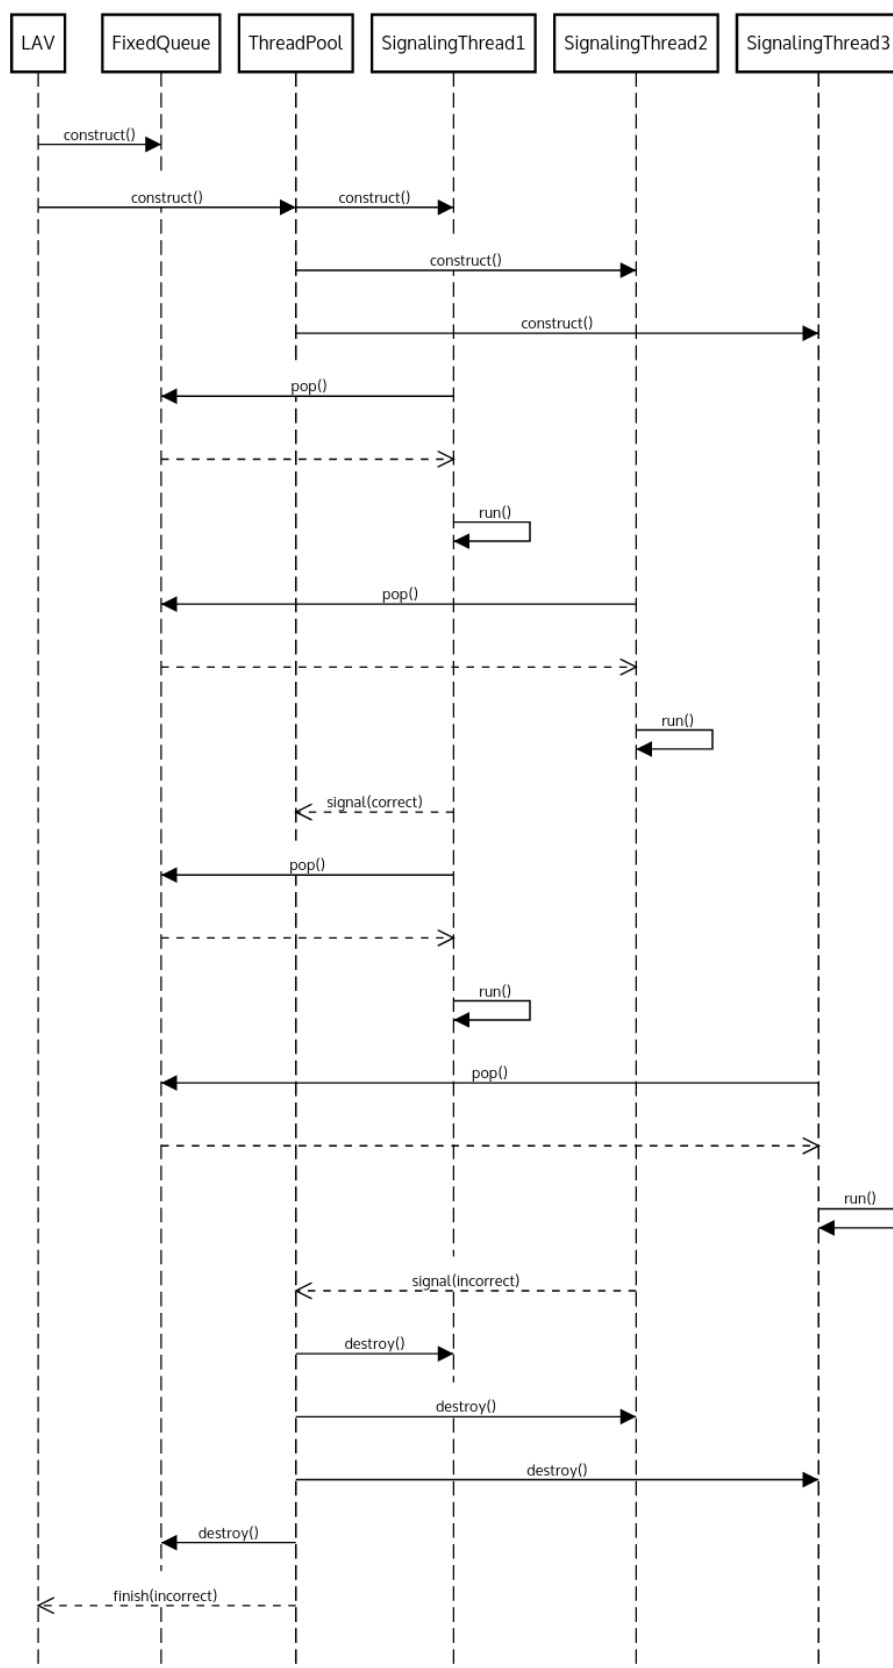 LAV
FixedQueue
ThreadPool
SignalingThread1
SignalingThread2
SignalingThread3
construct()
construct()
construct()
construct()
construct()
pop()
run()
pop()
run()
signal(correct)
pop()
run()
pop()
run()
signal(incorrect)
destroy()
destroy()
destroy()
destroy()
finish(incorrect)